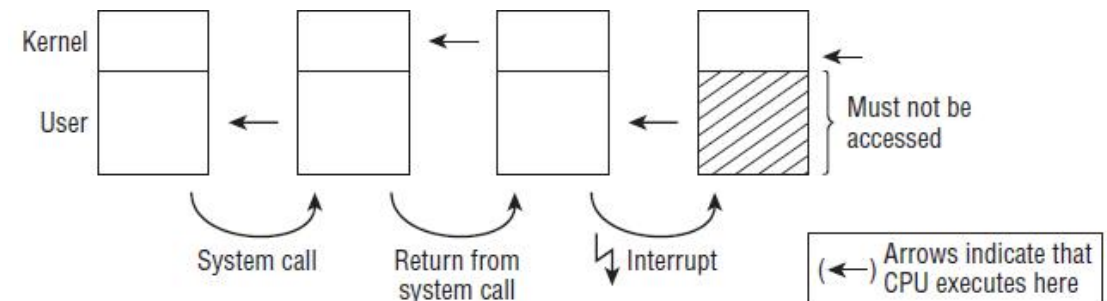 Kernel
User
Must not be
accessed
System call
Return from
system call
Interrupt
(←) Arrows indicate that
CPU executes here